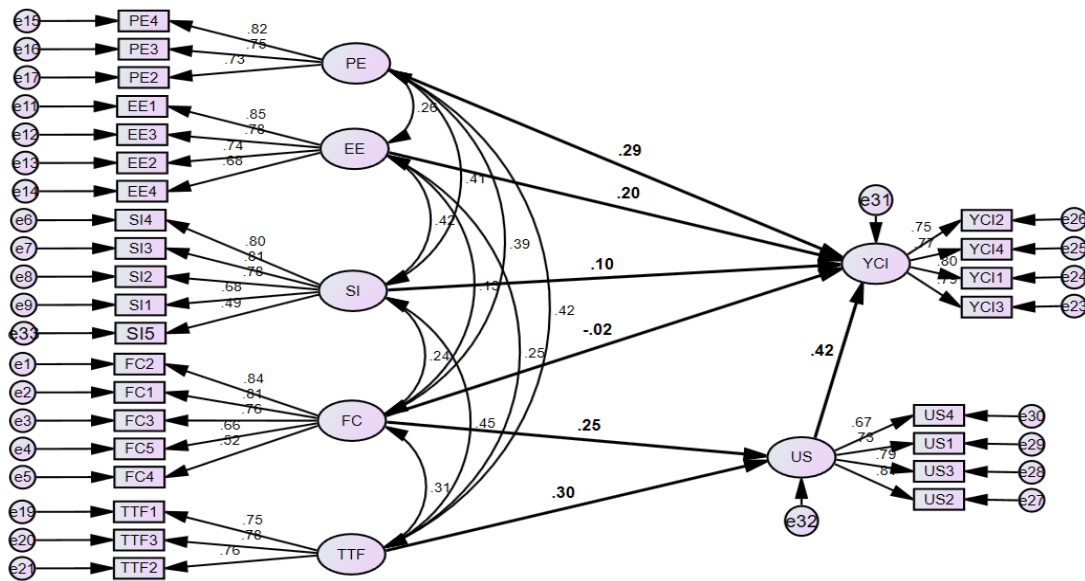 e15 PE4 .82
e16 PE3 .75
e17 PE2 .73
PE
e11 EE1 .85
e12 EE3 .78
e13 EE2 .74
e14 EE4 .68
EE
e6 SI4 .80
e7 SI3 .81
e8 SI2 .78
e9 SI1 .68
e33 SI5 .49
SI
e1 FC2 .84
e2 FC1 .81
e3 FC3 .76
e4 FC5 .66
e5 FC4 .52
FC
e19 TTF1 .75
e20 TTF3 .78
e21 TTF2 .76
TTF
.26
.41
.42
.39
.42
.24
.25
.45
.31
.29
.20
.10
-.02
.25
.30
.42
e31
YCI
.75 YCI2 e26
.77 YCI4 e25
.80 YCI1 e24
.79 YCI3 e23
US
e32
.67 US4 e30
.73 US1 e29
.79 US3 e28
US2 e27